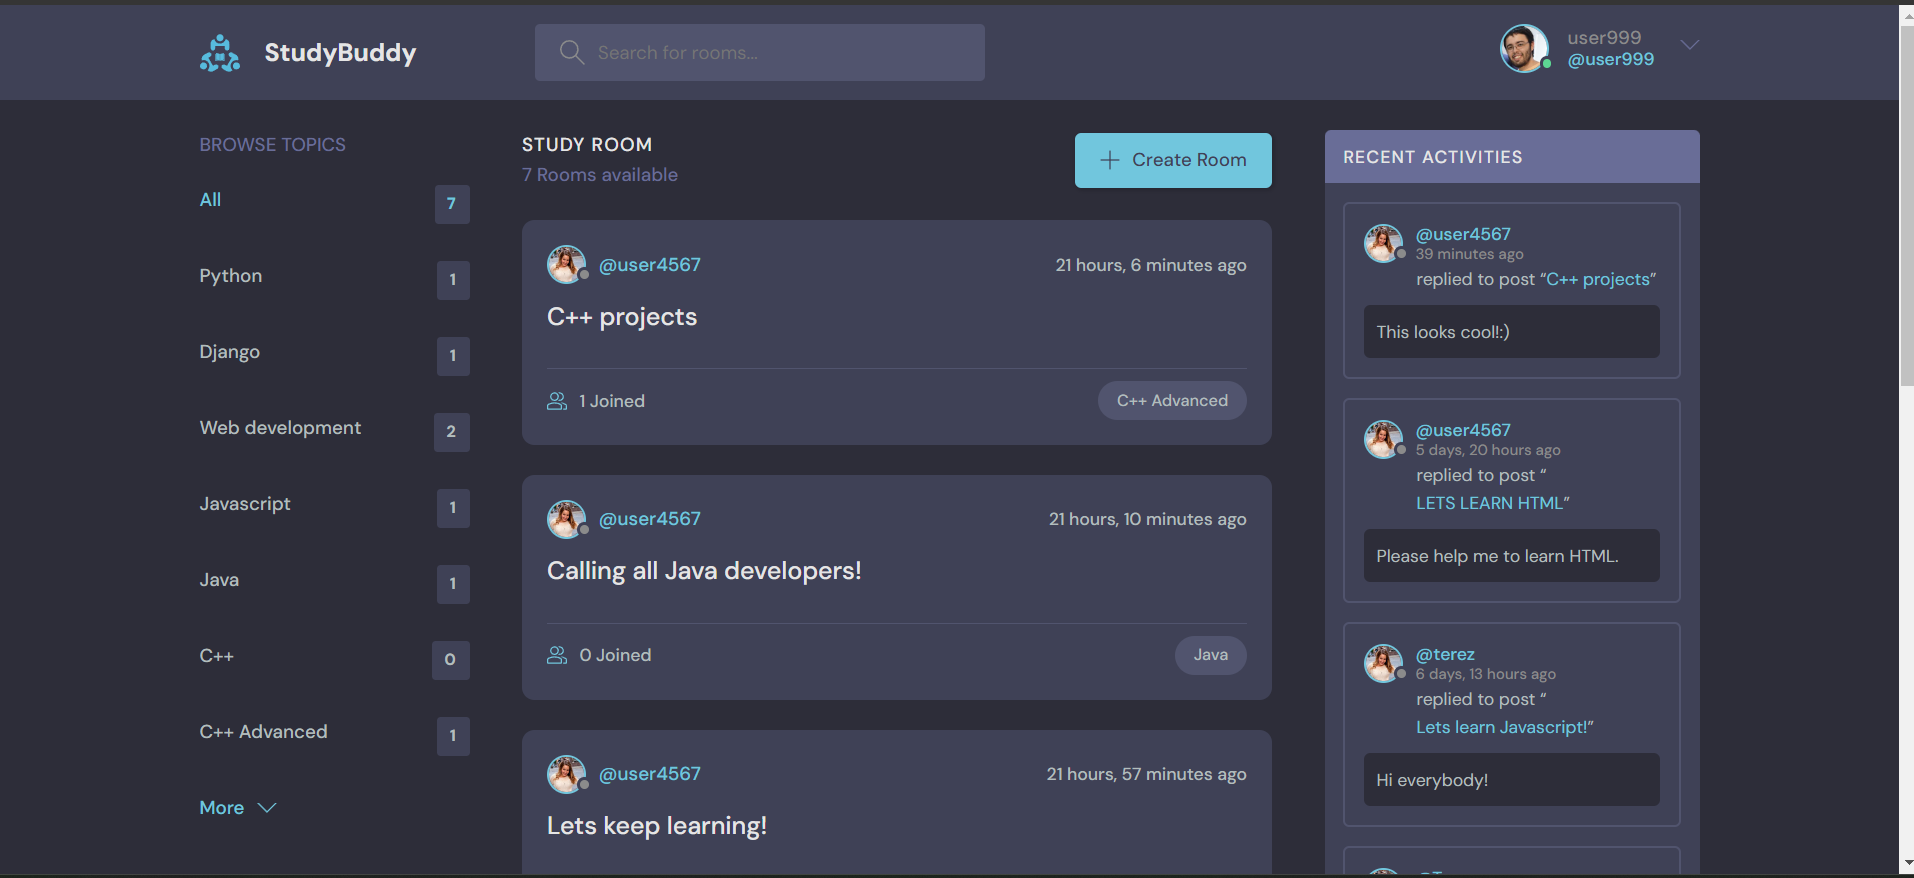 StudyBuddy
Search for rooms...
user999
@user999
BROWSE TOPICS
All
7
Python
1
Django
1
Web development
2
Javascript
1
Java
1
C++
0
C++ Advanced
1
More
STUDY ROOM
7 Rooms available
Create Room
@user4567
21 hours, 6 minutes ago
C++ projects
1 Joined
C++ Advanced
@user4567
21 hours, 10 minutes ago
Calling all Java developers!
0 Joined
Java
@user4567
21 hours, 57 minutes ago
Lets keep learning!
RECENT ACTIVITIES
@user4567
39 minutes ago
replied to post “C++ projects”
This looks cool!:)
@user4567
5 days, 20 hours ago
replied to post “
LETS LEARN HTML”
Please help me to learn HTML.
@terez
6 days, 13 hours ago
replied to post “
Lets learn Javascript!”
Hi everybody!